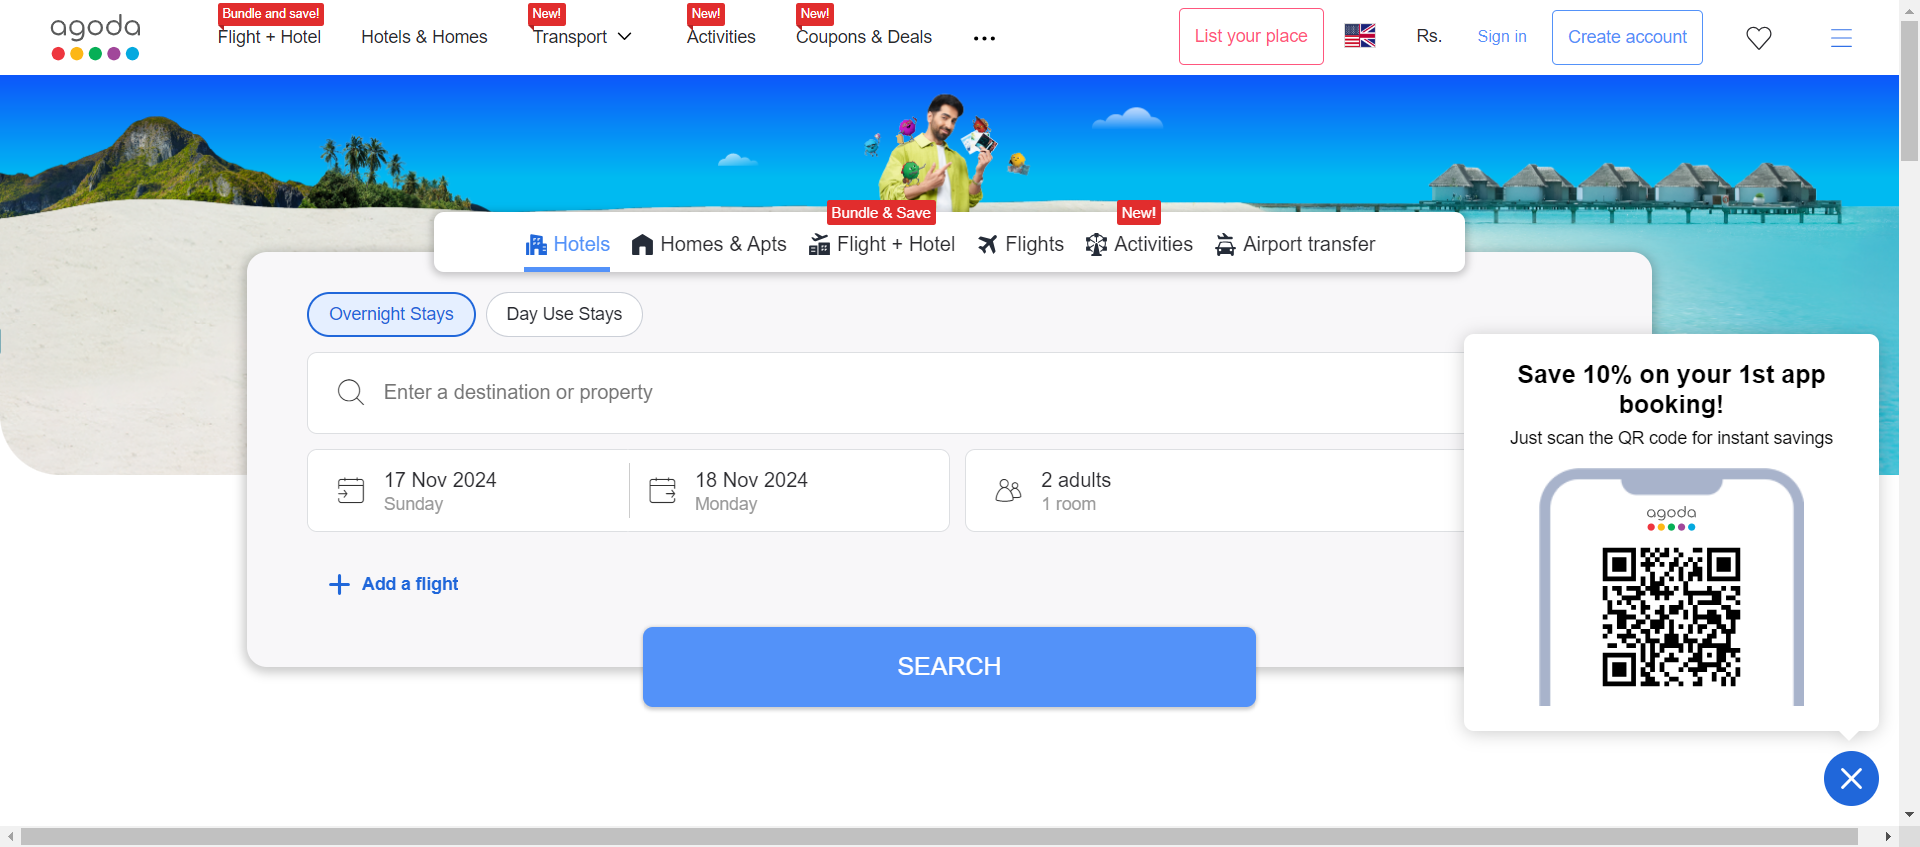 agoda
Bundle and save!
Flight + Hotel
Hotels & Homes
New!
Transport
New!
Activities
New!
Coupons & Deals
List your place
Rs.
Sign in
Create account
Bundle & Save
New!
Hotels
Homes & Apts
Flight + Hotel
Flights
Activities
Airport transfer
Overnight Stays
Day Use Stays
Enter a destination or property
17 Nov 2024
Sunday
18 Nov 2024
Monday
2 adults
1 room
Add a flight
SEARCH
Save 10% on your 1st app
booking!
Just scan the QR code for instant savings
agoda